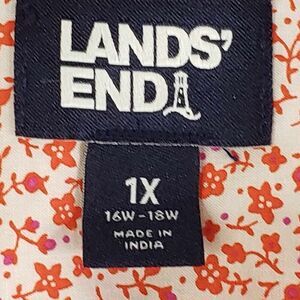 LANDS'
END
1X
16W-18W
MADE IN
INDIA